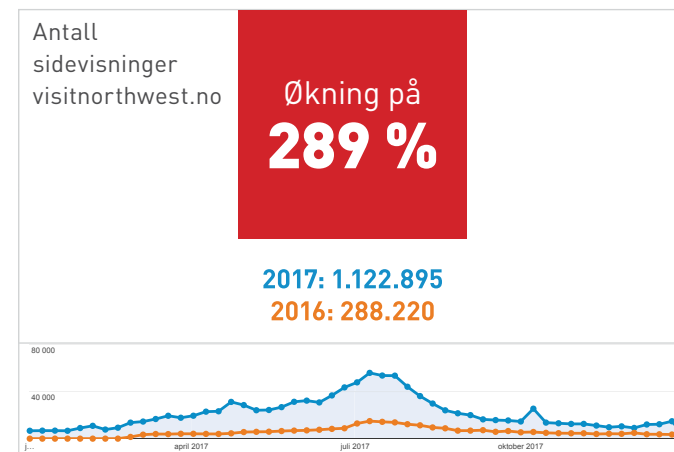 Antall
sidevisninger
visitnorthwest.no
Økning på
289 %
2017: 1.122.895
2016: 288.220
80 000
40 000
j...
april 2017
juli 2017
oktober 2017